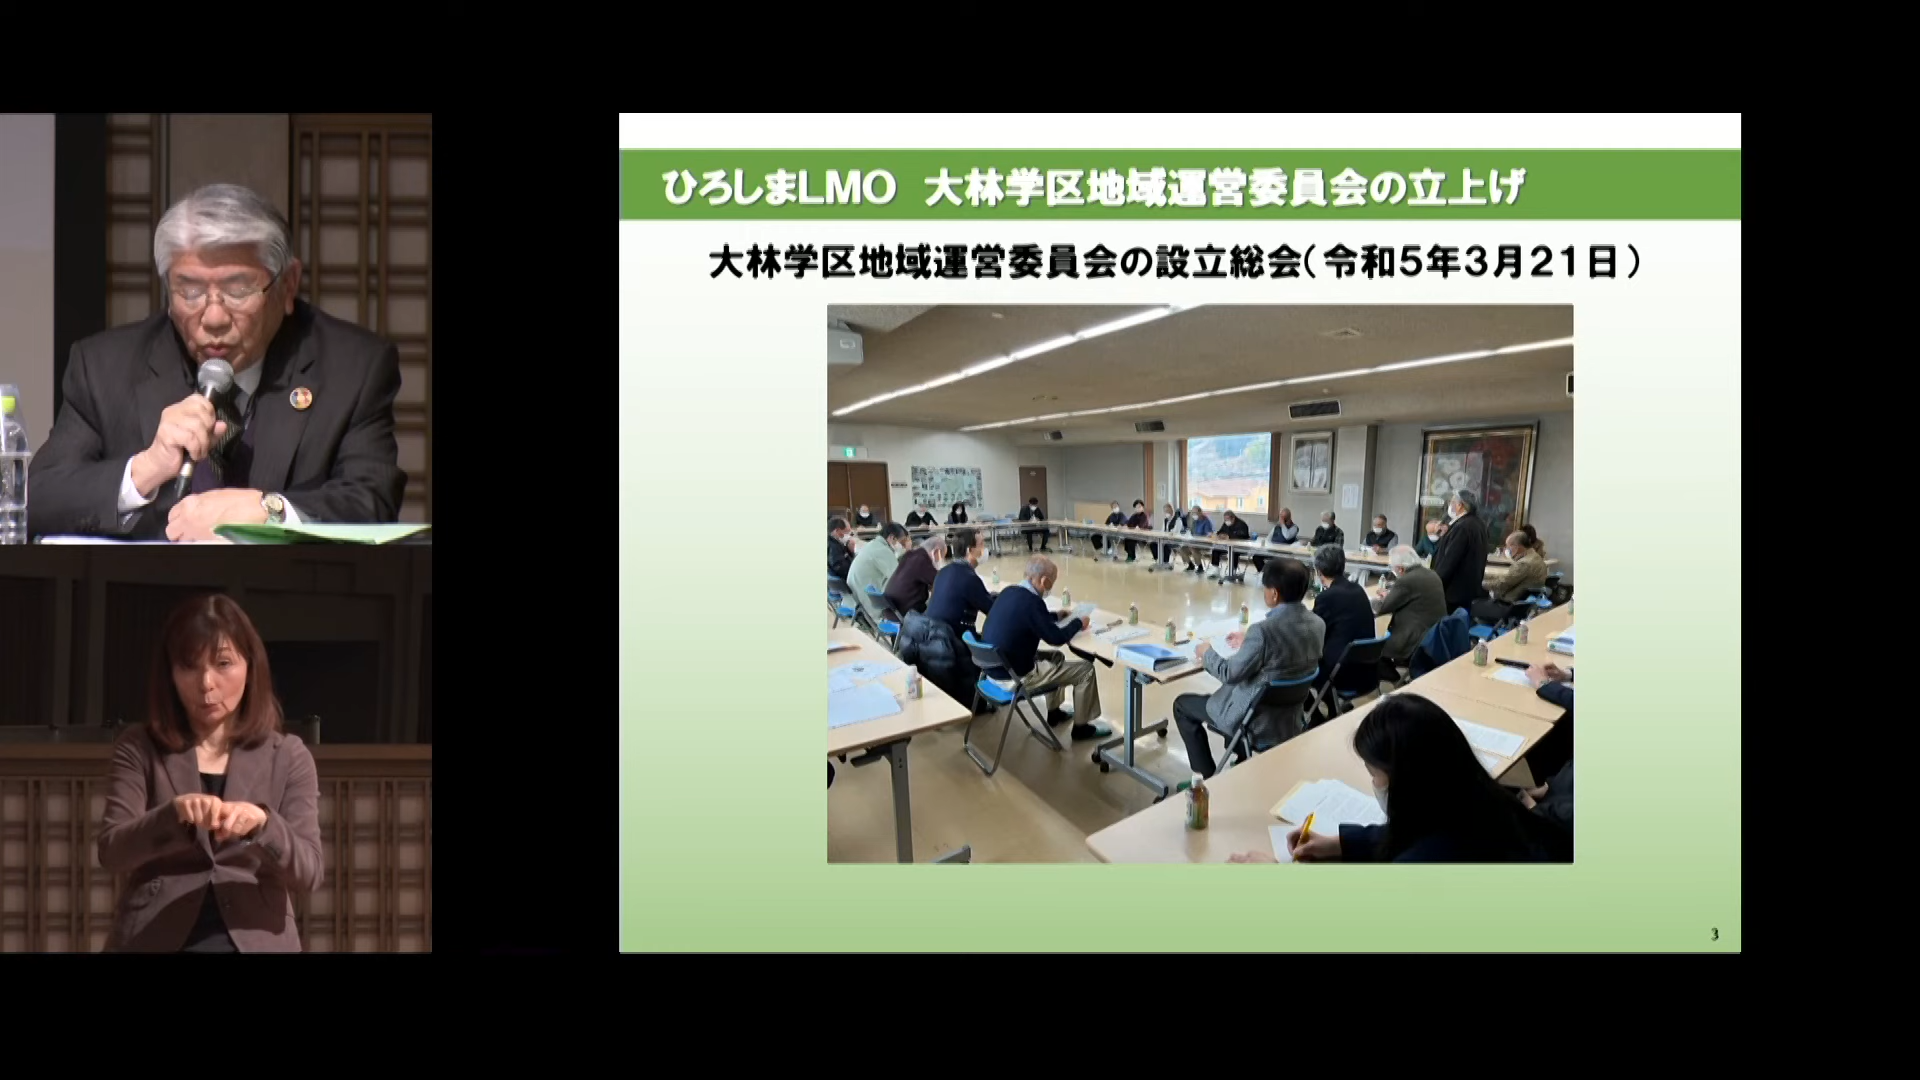 ひろしまLMO　大林学区地域運営委員会の立上げ
大林学区地域運営委員会の設立総会(令和５年３月２１日)
3